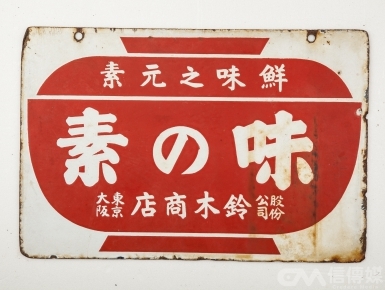 鮮味之元素
味の素
股份公司鈴木商店 東京大阪
信傳媒